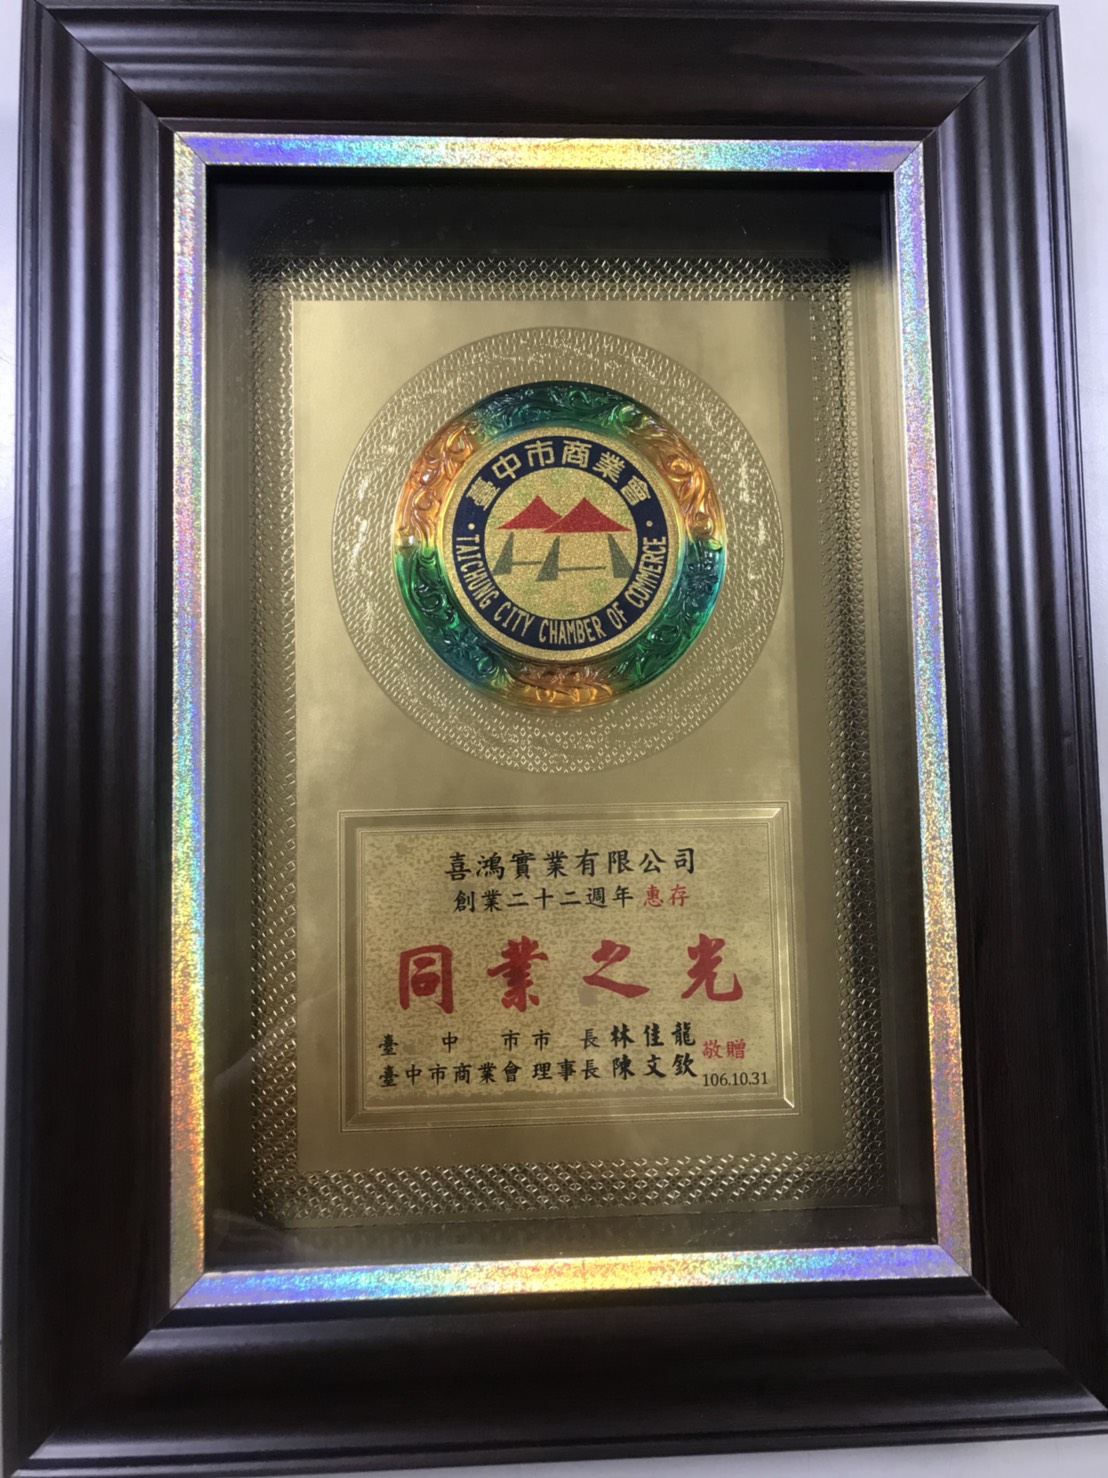 臺中市商業會
TAICHUNG CITY CHAMBER OF COMMERCE
喜鴻實業有限公司
創業二十二週年 惠存
同業之光
臺中市市長 林佳龍
臺中市商業會 理事長 陳文欽 敬贈
106.10.31